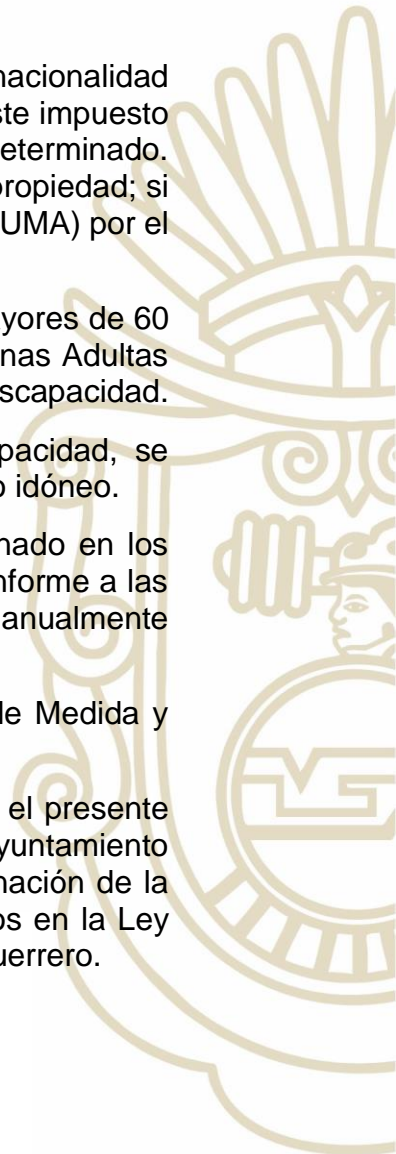 nacionalidad
ste impuesto
determinado.
propiedad; si
UMA) por el
yores de 60
nas Adultas
scapacidad.
pacidad, se
o idóneo.
nado en los
nforme a las
anualmente
de Medida y
el presente
yuntamiento
nación de la
os en la Ley
uerrero.